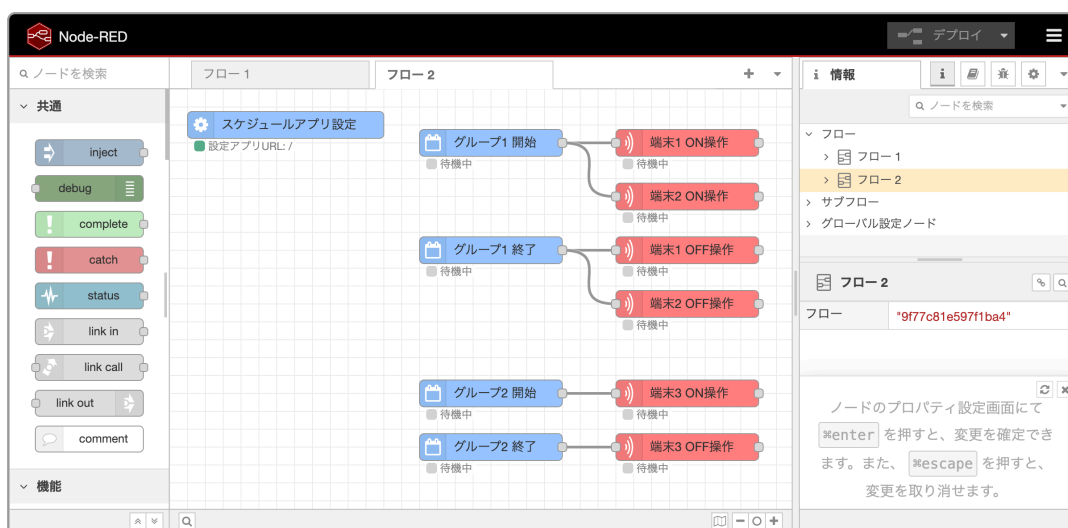 Node-RED
デプロイ
ノードを検索
フロー 1
フロー 2
情報
ノードを検索
共通
inject
debug
complete
catch
status
link in
link call
link out
comment
機能
スケジュールアプリ設定
設定アプリURL: /
グループ1 開始
待機中
端末1 ON操作
待機中
端末2 ON操作
待機中
グループ1 終了
待機中
端末1 OFF操作
待機中
端末2 OFF操作
待機中
グループ2 開始
待機中
端末3 ON操作
待機中
グループ2 終了
待機中
端末3 OFF操作
待機中
フロー
フロー 1
フロー 2
サブフロー
グローバル設定ノード
フロー 2
フロー "9f77c81e597f1ba4"
ノードのプロパティ設定画面にて
⌘enter を押すと、変更を確定でき
ます。また、 ⌘escape を押すと、
変更を取り消せます。